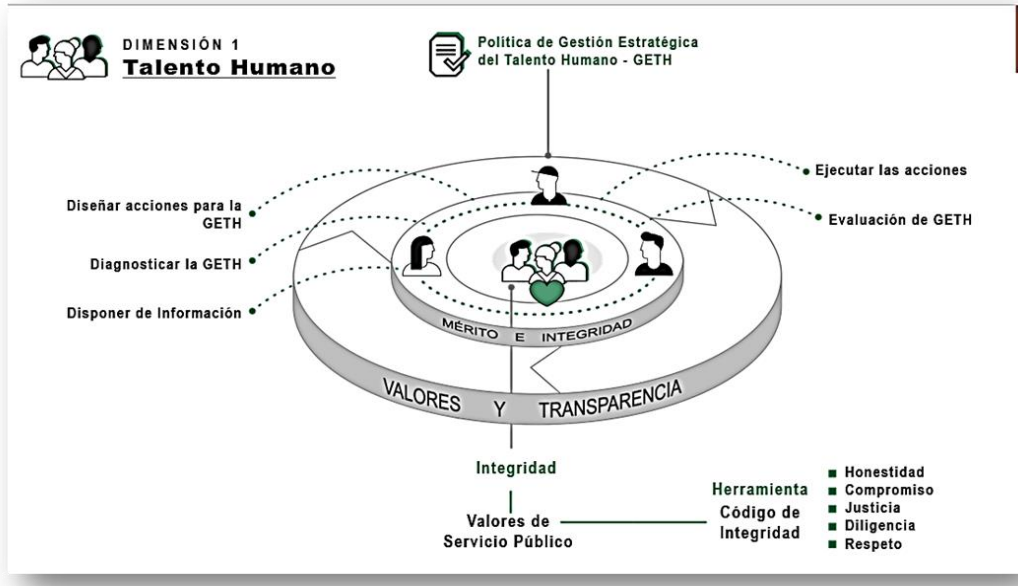 DIMENSIÓN 1
Talento Humano
Política de Gestión Estratégica
del Talento Humano - GETH
Diseñar acciones para la
GETH
Diagnosticar la GETH
Disponer de Información
Ejecutar las acciones
Evaluación de GETH
MÉRITO E INTEGRIDAD
VALORES Y TRANSPARENCIA
Integridad
Valores de
Servicio Público
Herramienta
Código de
Integridad
Honestidad
Compromiso
Justicia
Diligencia
Respeto